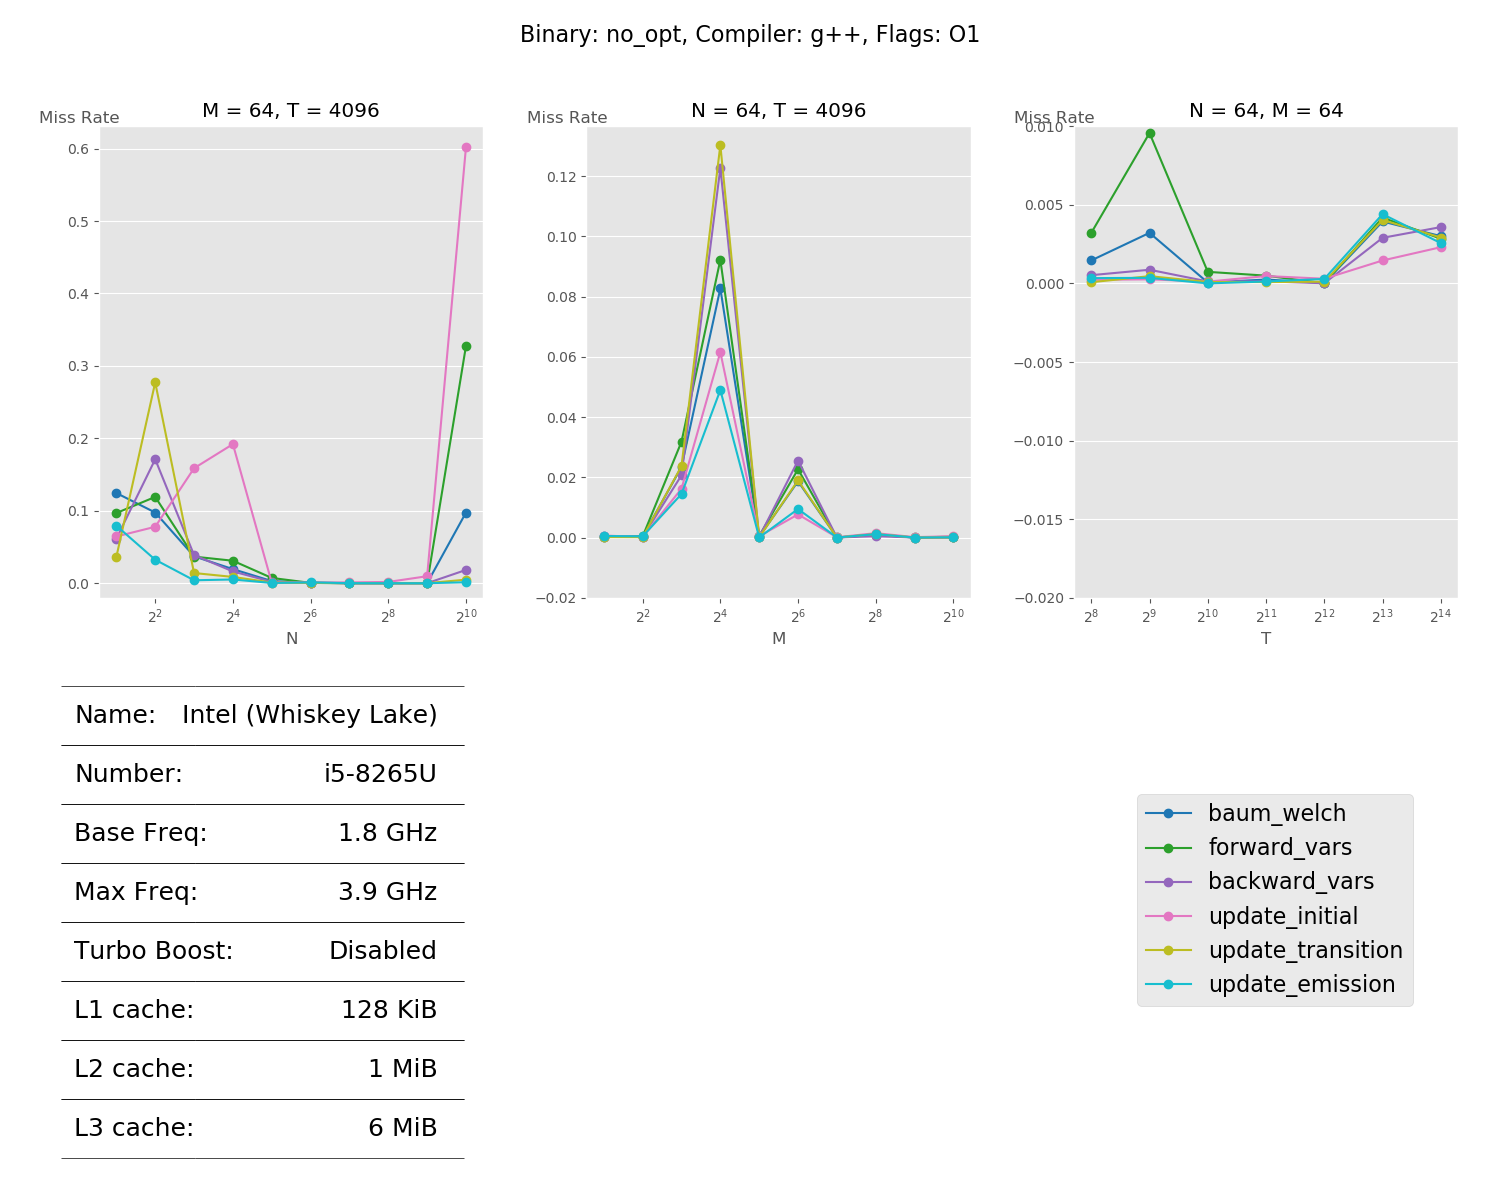 Binary: no_opt, Compiler: g++, Flags: O1
M = 64, T = 4096
Miss Rate
0.6
0.5
0.4
0.3
0.2
0.1
0.0
2^2 2^4 2^6 2^8 2^10
N
N = 64, T = 4096
Miss Rate
0.12
0.10
0.08
0.06
0.04
0.02
0.00
−0.02
2^2 2^4 2^6 2^8 2^10
M
N = 64, M = 64
Miss Rate
0.010
0.005
0.000
−0.005
−0.010
−0.015
−0.020
2^8 2^9 2^10 2^11 2^12 2^13 2^14
T
Name: Intel (Whiskey Lake)
Number: i5-8265U
Base Freq: 1.8 GHz
Max Freq: 3.9 GHz
Turbo Boost: Disabled
L1 cache: 128 KiB
L2 cache: 1 MiB
L3 cache: 6 MiB
baum_welch
forward_vars
backward_vars
update_initial
update_transition
update_emission